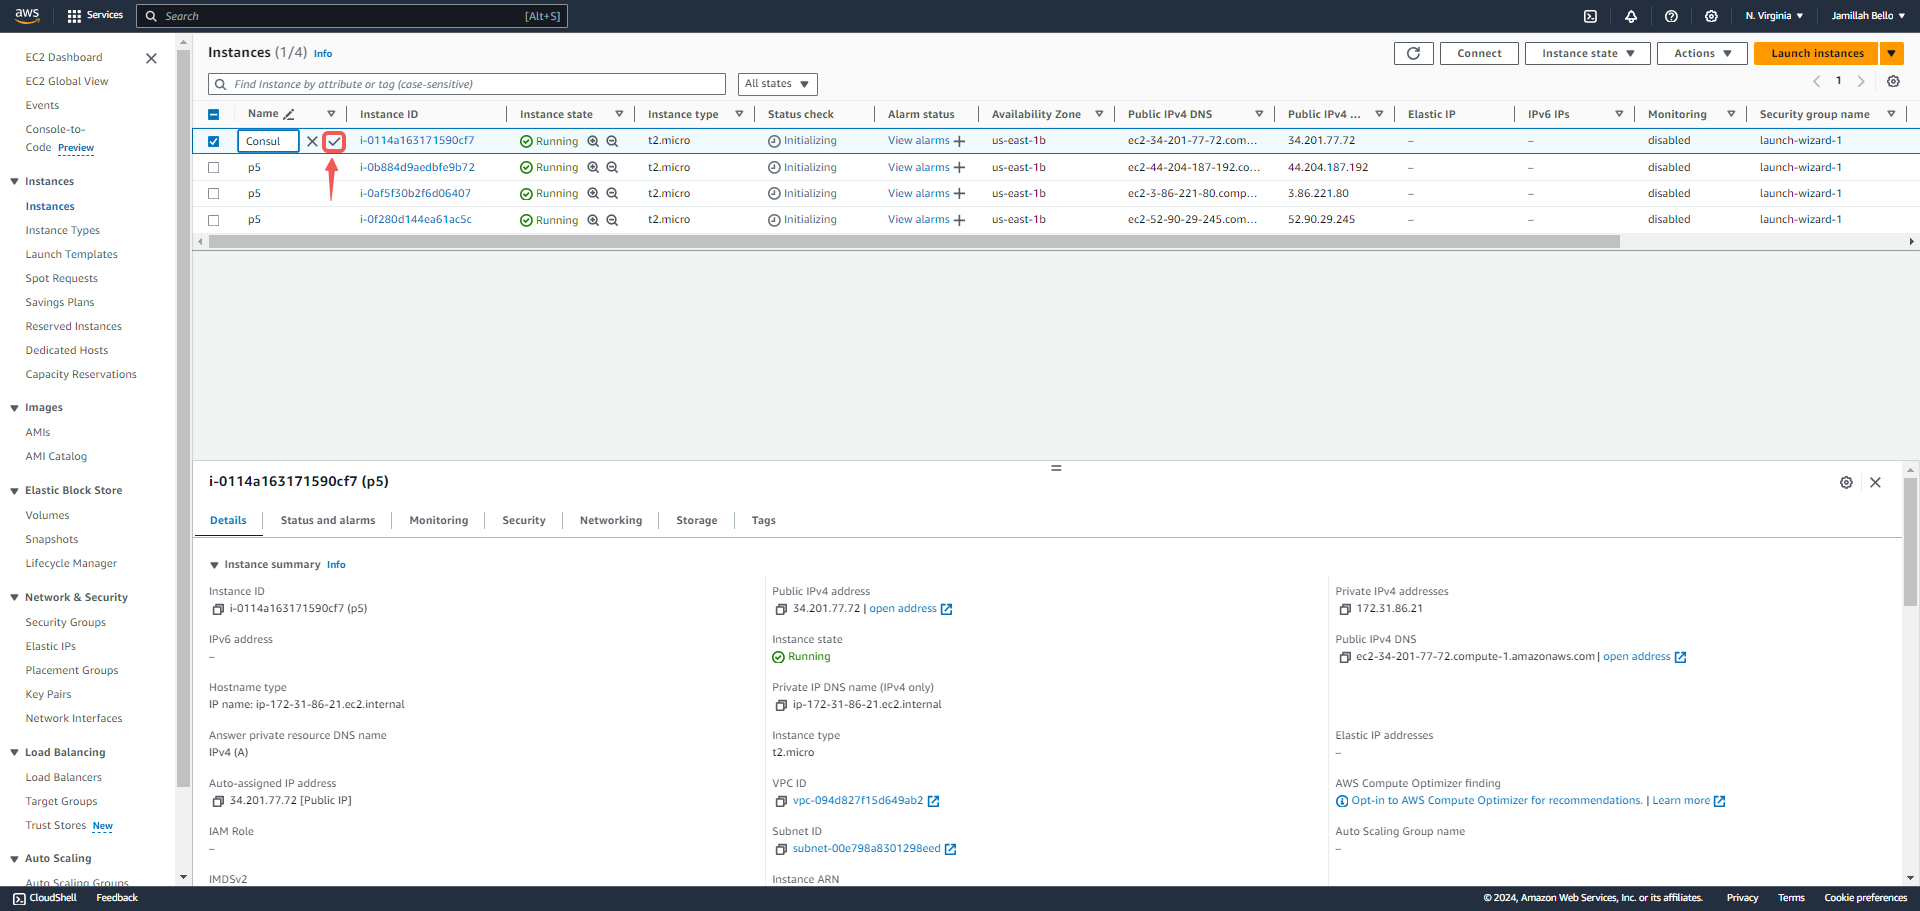 aws Services Search [Alt+S] N. Virginia Jamillah Bello
EC2 Dashboard
EC2 Global View
Events
Console-to-
Code Preview
Instances
Instances
Instance Types
Launch Templates
Spot Requests
Savings Plans
Reserved Instances
Dedicated Hosts
Capacity Reservations
Images
AMIs
AMI Catalog
Elastic Block Store
Volumes
Snapshots
Lifecycle Manager
Network & Security
Security Groups
Elastic IPs
Placement Groups
Key Pairs
Network Interfaces
Load Balancing
Load Balancers
Target Groups
Trust Stores New
Auto Scaling
Auto Scaling Groups
Instances (1/4) Info Connect Instance state Actions Launch instances
Find Instance by attribute or tag (case-sensitive) All states 1
Name Instance ID Instance state Instance type Status check Alarm status Availability Zone Public IPv4 DNS Public IPv4 ... Elastic IP IPv6 IPs Monitoring Security group name
Consul i-0114a163171590cf7 Running t2.micro Initializing View alarms us-east-1b ec2-34-201-77-72.com... 34.201.77.72 – – disabled launch-wizard-1
p5 i-0b884d9aedbfe9b72 Running t2.micro Initializing View alarms us-east-1b ec2-44-204-187-192.co... 44.204.187.192 – – disabled launch-wizard-1
p5 i-0af5f30b2f6d06407 Running t2.micro Initializing View alarms us-east-1b ec2-3-86-221-80.comp... 3.86.221.80 – – disabled launch-wizard-1
p5 i-0f280d144ea61ac5c Running t2.micro Initializing View alarms us-east-1b ec2-52-90-29-245.com... 52.90.29.245 – – disabled launch-wizard-1
i-0114a163171590cf7 (p5)
Details Status and alarms Monitoring Security Networking Storage Tags
Instance summary Info
Instance ID
i-0114a163171590cf7 (p5)
IPv6 address
–
Hostname type
IP name: ip-172-31-86-21.ec2.internal
Answer private resource DNS name
IPv4 (A)
Auto-assigned IP address
34.201.77.72 [Public IP]
IAM Role
–
IMDSv2
Public IPv4 address
34.201.77.72 | open address
Instance state
Running
Private IP DNS name (IPv4 only)
ip-172-31-86-21.ec2.internal
Instance type
t2.micro
VPC ID
vpc-094d827f15d649ab2
Subnet ID
subnet-00e798a8301298eed
Instance ARN
Private IPv4 addresses
172.31.86.21
Public IPv4 DNS
ec2-34-201-77-72.compute-1.amazonaws.com | open address
Elastic IP addresses
–
AWS Compute Optimizer finding
Opt-in to AWS Compute Optimizer for recommendations. | Learn more
Auto Scaling Group name
–
CloudShell Feedback © 2024, Amazon Web Services, Inc. or its affiliates. Privacy Terms Cookie preferences